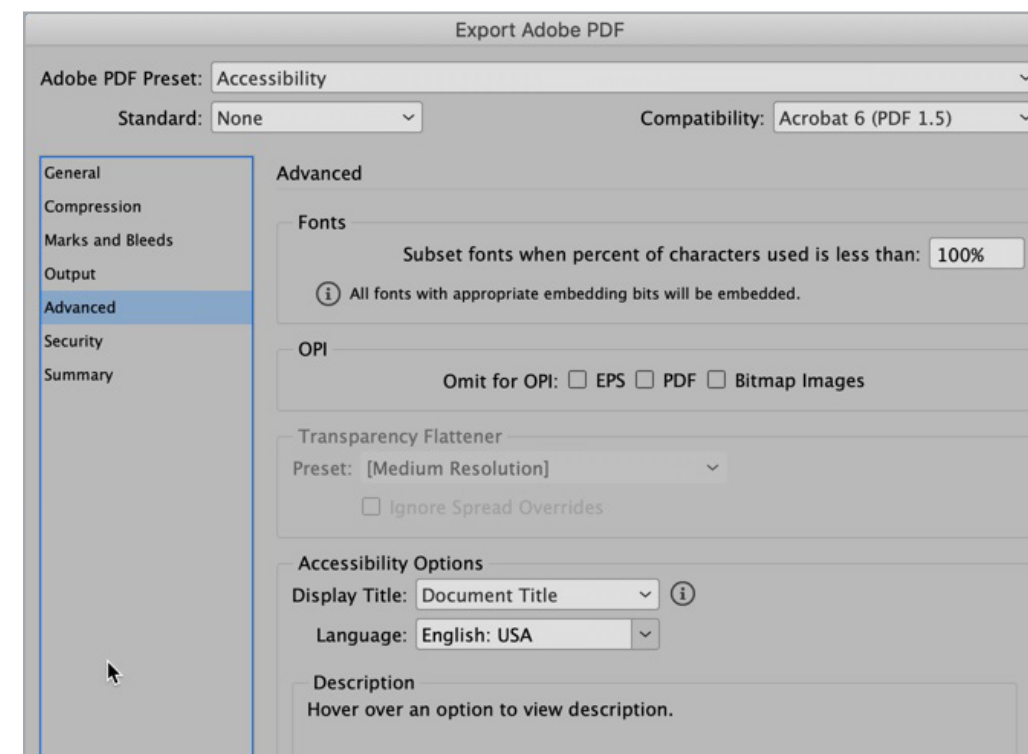 Export Adobe PDF
Adobe PDF Preset: Accessibility
Standard: None Compatibility: Acrobat 6 (PDF 1.5)
General
Compression
Marks and Bleeds
Output
Advanced
Security
Summary
Advanced
Fonts
Subset fonts when percent of characters used is less than: 100%
All fonts with appropriate embedding bits will be embedded.
OPI
Omit for OPI: EPS PDF Bitmap Images
Transparency Flattener
Preset: [Medium Resolution]
Ignore Spread Overrides
Accessibility Options
Display Title: Document Title
Language: English: USA
Description
Hover over an option to view description.